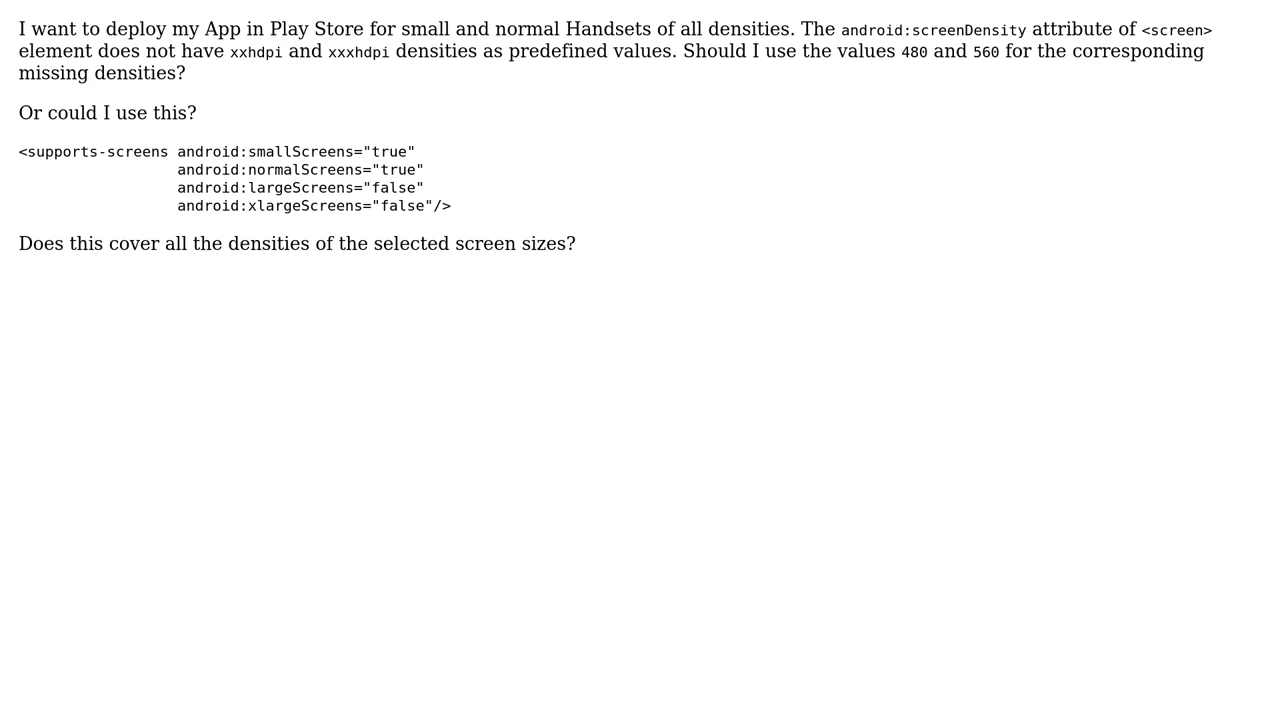 I want to deploy my App in Play Store for small and normal Handsets of all densities. The android:screenDensity attribute of <screen>
element does not have xxhdpi and xxxhdpi densities as predefined values. Should I use the values 480 and 560 for the corresponding
missing densities?
Or could I use this?
<supports-screens android:smallScreens="true"
android:normalScreens="true"
android:largeScreens="false"
android:xlargeScreens="false"/>
Does this cover all the densities of the selected screen sizes?